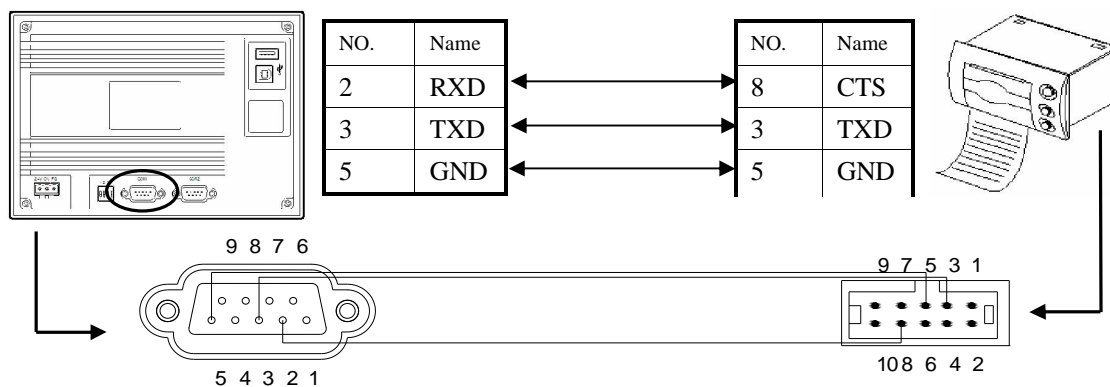 NO. Name
2 RXD
3 TXD
5 GND
NO. Name
8 CTS
3 TXD
5 GND
COM2
9 8 7 6
5 4 3 2 1
9 7 5 3 1
10 8 6 4 2